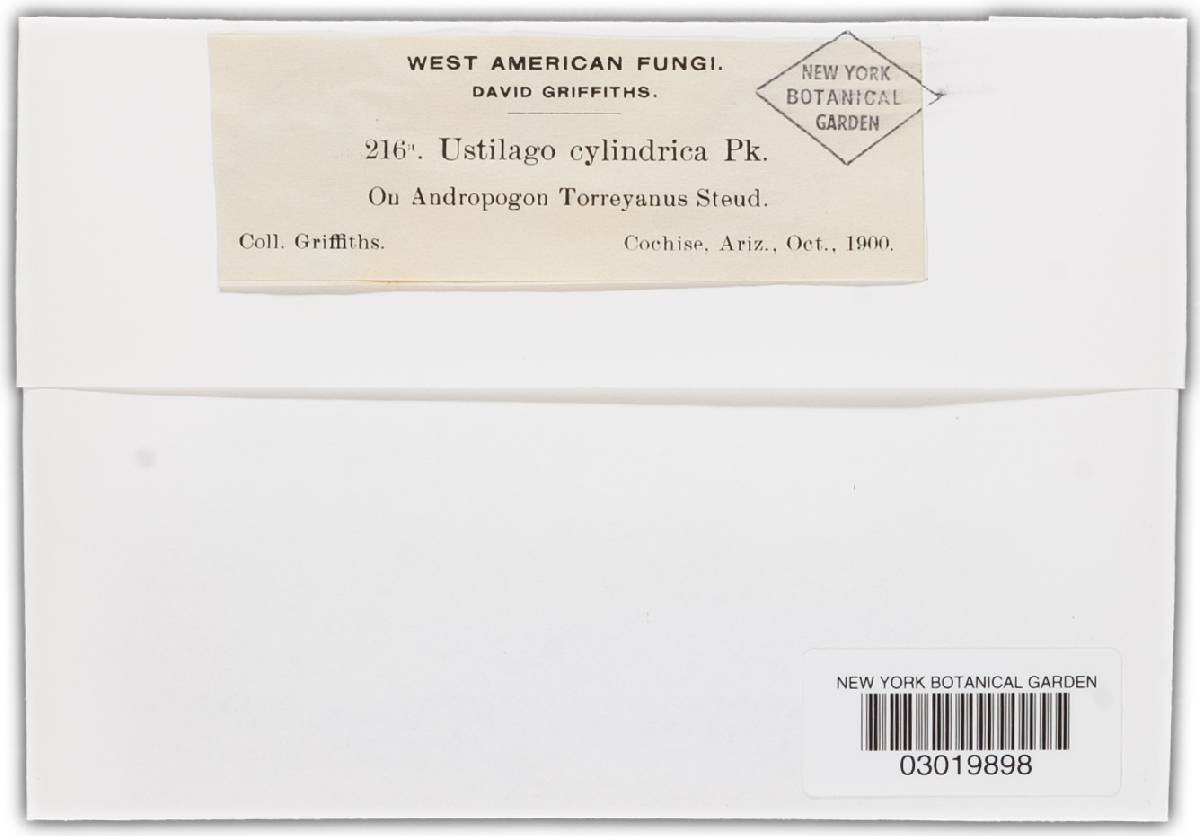 WEST AMERICAN FUNGI.
DAVID GRIFFITHS.
NEW YORK
BOTANICAL
GARDEN
216a. Ustilago cylindrica Pk.
On Andropogon Torreyanus Steud.
Coll. Griffiths.
Cochise, Ariz., Oct., 1900.
NEW YORK BOTANICAL GARDEN
03019898